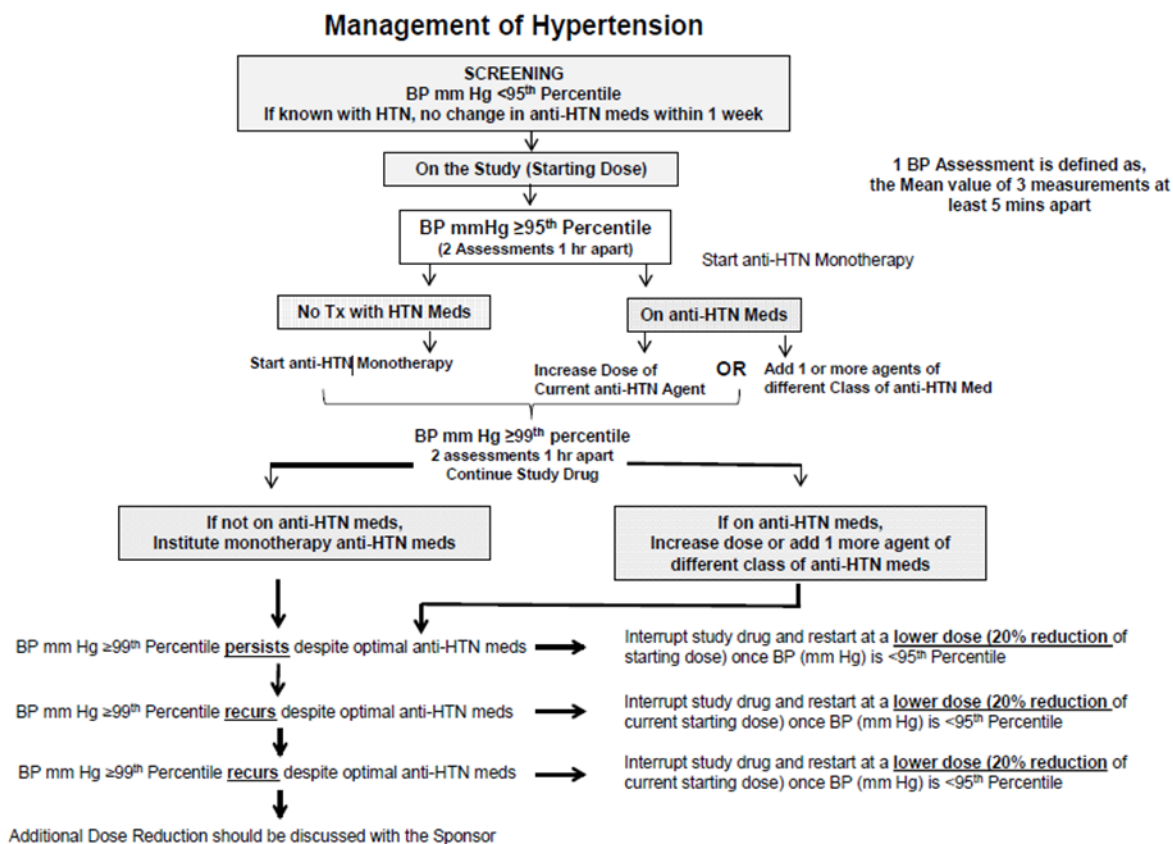 Management of Hypertension
SCREENING
BP mm Hg <95th Percentile
If known with HTN, no change in anti-HTN meds within 1 week
On the Study (Starting Dose)
1 BP Assessment is defined as,
the Mean value of 3 measurements at
least 5 mins apart
BP mmHg ≥95th Percentile
(2 Assessments 1 hr apart)
Start anti-HTN Monotherapy
No Tx with HTN Meds
On anti-HTN Meds
Start anti-HTN Monotherapy
Increase Dose of
Current anti-HTN Agent
OR
Add 1 or more agents of
different Class of anti-HTN Med
BP mm Hg ≥99th percentile
2 assessments 1 hr apart
Continue Study Drug
If not on anti-HTN meds,
Institute monotherapy anti-HTN meds
If on anti-HTN meds,
Increase dose or add 1 more agent of
different class of anti-HTN meds
BP mm Hg ≥99th Percentile persists despite optimal anti-HTN meds
Interrupt study drug and restart at a lower dose (20% reduction of
starting dose) once BP (mm Hg) is <95th Percentile
BP mm Hg ≥99th Percentile recurs despite optimal anti-HTN meds
Interrupt study drug and restart at a lower dose (20% reduction of
current starting dose) once BP (mm Hg) is <95th Percentile
BP mm Hg ≥99th Percentile recurs despite optimal anti-HTN meds
Interrupt study drug and restart at a lower dose (20% reduction of
current starting dose) once BP (mm Hg) is <95th Percentile
Additional Dose Reduction should be discussed with the Sponsor